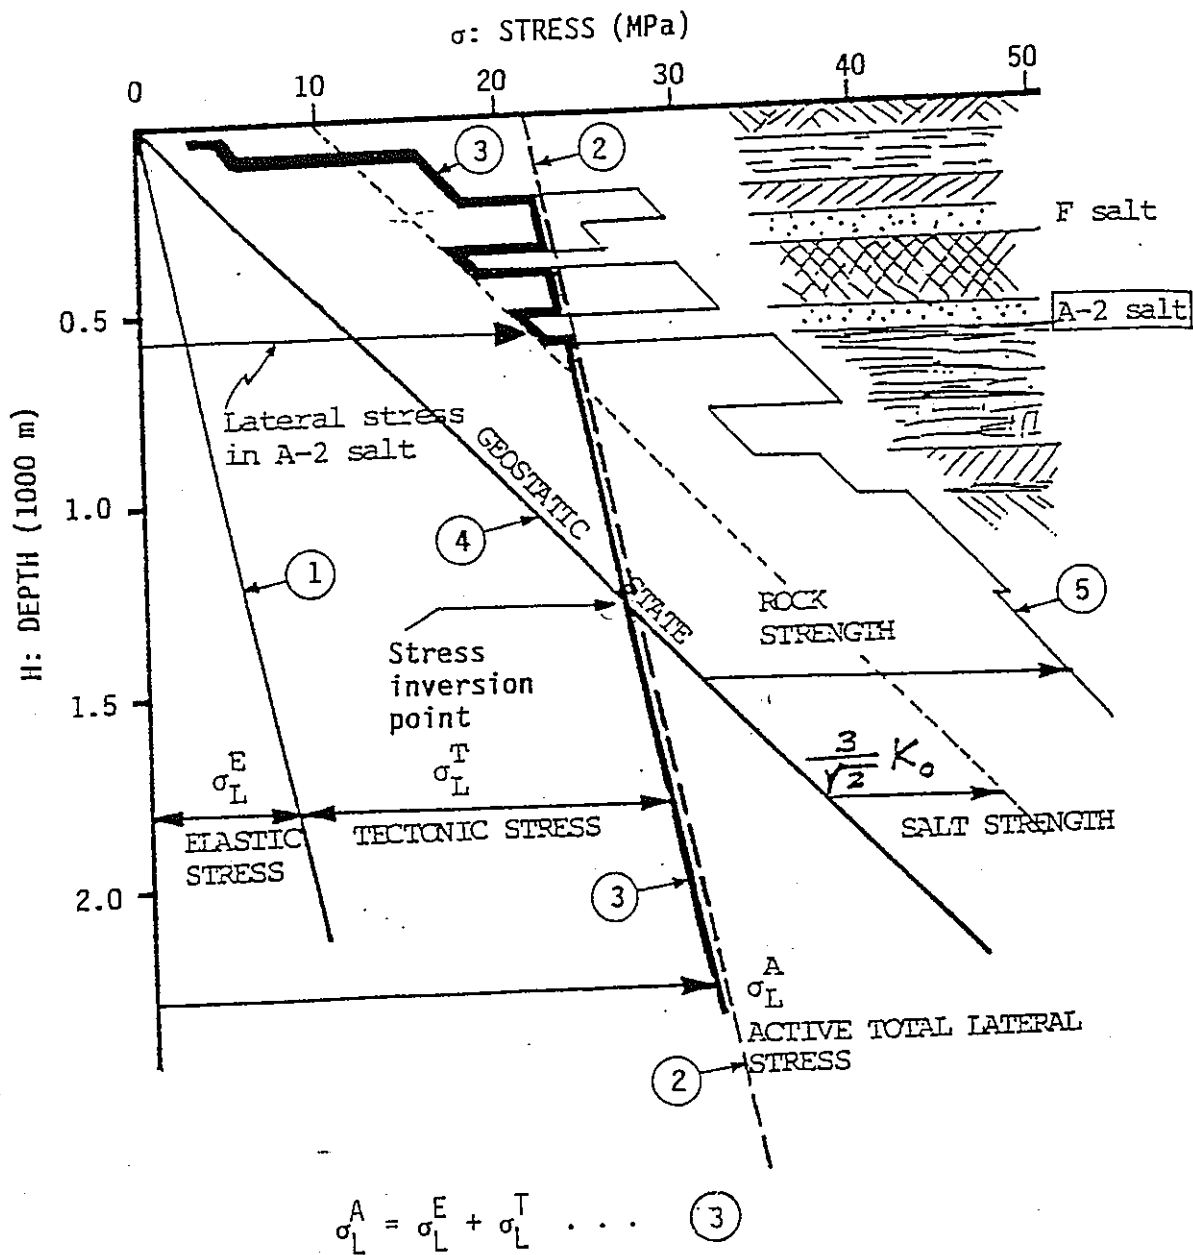 σ: STRESS (MPa)
0 10 20 30 40 50
3
2
F salt
A-2 salt
0.5
Lateral stress
in A-2 salt
H: DEPTH (1000 m)
GEOSTATIC
STATE
1.0
4
1
ROCK
STRENGTH
5
Stress
inversion
point
1.5
3/√2 K₀
σ_L^E
σ_L^T
ELASTIC
STRESS
TECTONIC STRESS
SALT STRENGTH
2.0
3
σ_L^A
ACTIVE TOTAL LATERAL
STRESS
2
σ_L^A = σ_L^E + σ_L^T . . . . 3